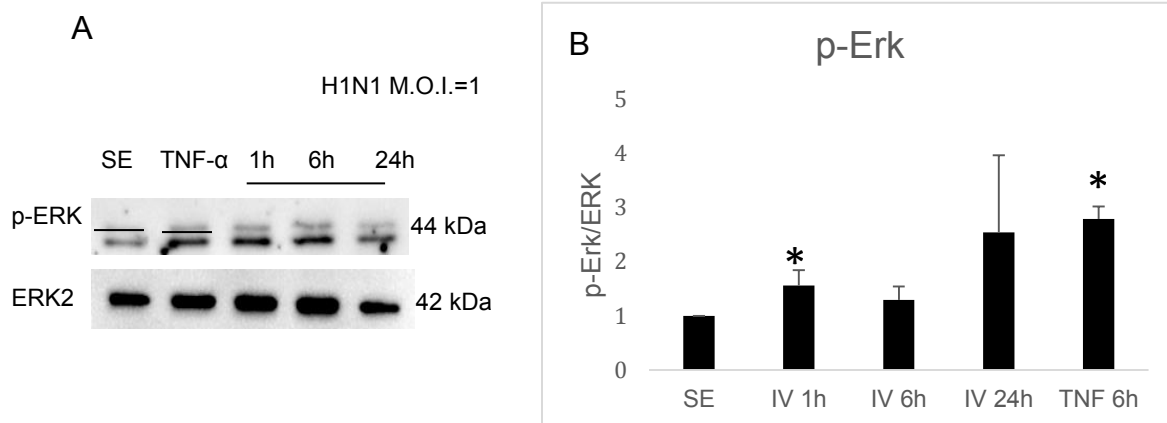 A
H1N1 M.O.I.=1
SE TNF-α 1h 6h 24h
p-ERK 44 kDa
ERK2 42 kDa
B
p-Erk
p-Erk/ERK
5
4
3
2
1
0
*
*
SE IV 1h IV 6h IV 24h TNF 6h